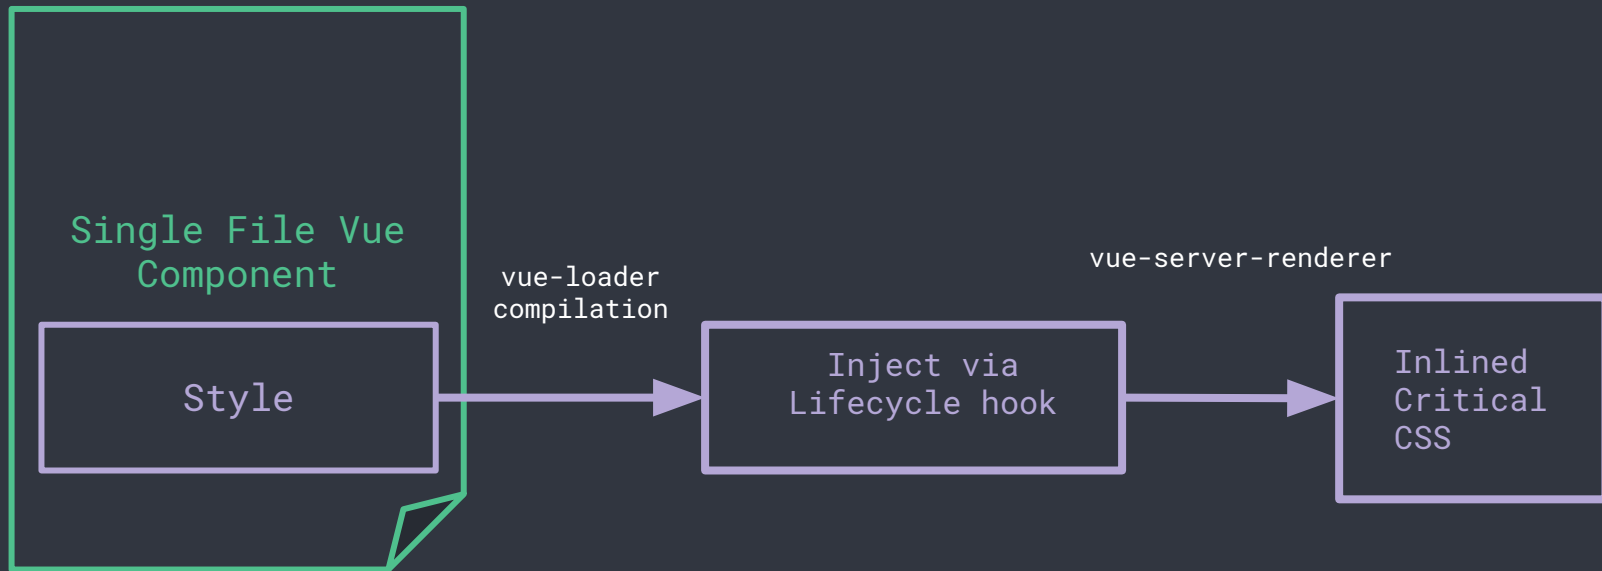 Single File Vue
Component
Style
vue-loader
compilation
Inject via
Lifecycle hook
vue-server-renderer
Inlined
Critical
CSS